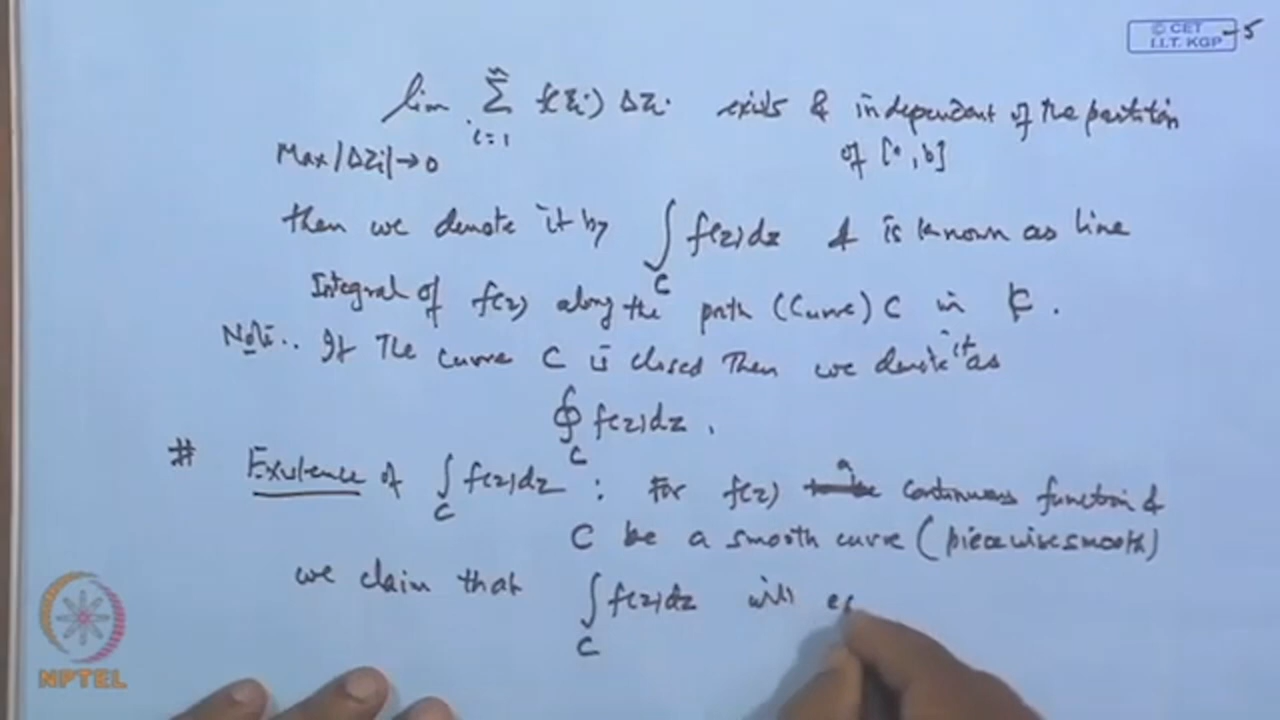 © CET
I.I.T. KGP
-5
lim ∑ f(ξi) Δzi exists & independent of the partition
i=1 n
Max |Δzi| → 0 of [a, b]
then we denote it by ∫ f(z)dz & is known as line
C
Integral of f(z) along the path (Curve) C in ₵.
Note.. If the curve C is closed then we denote it as
∮ f(z)dz.
C
# Existence of ∫ f(z)dz : For f(z) a continuous function &
C
C be a smooth curve (piecewise smooth)
we claim that ∫ f(z)dz will
C
NPTEL